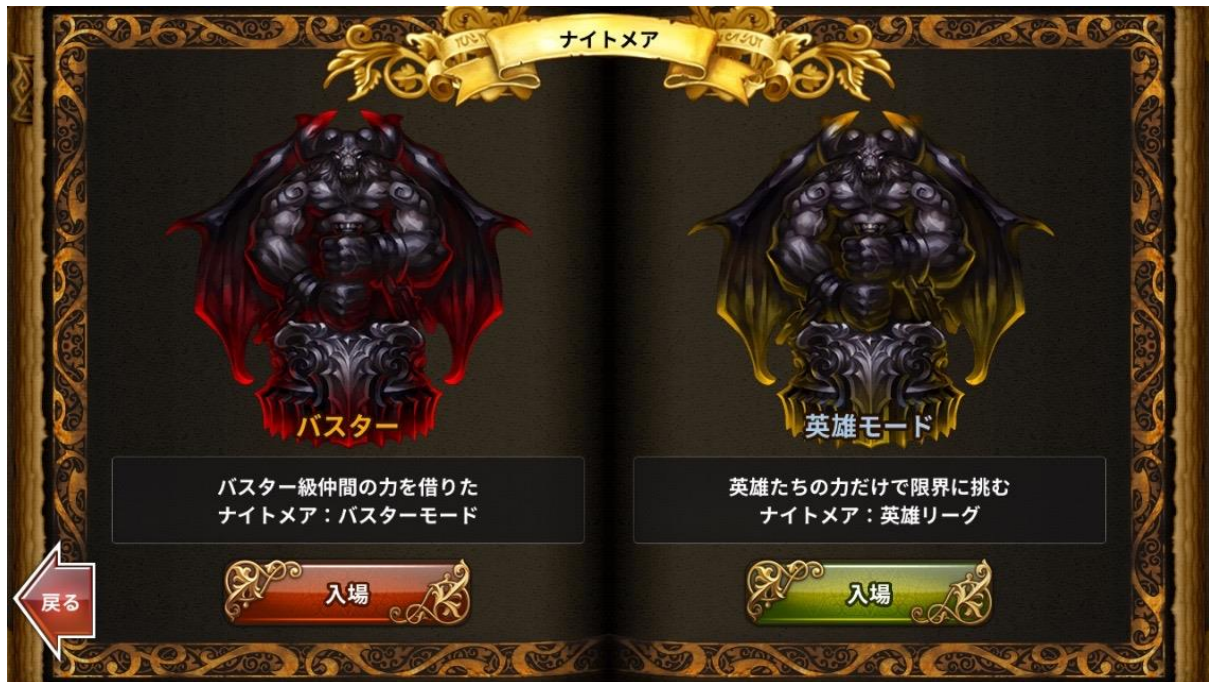 ナイトメア
バスター
バスター級仲間の力を借りた
ナイトメア：バスターモード
入場
英雄モード
英雄たちの力だけで限界に挑む
ナイトメア：英雄リーグ
入場
戻る